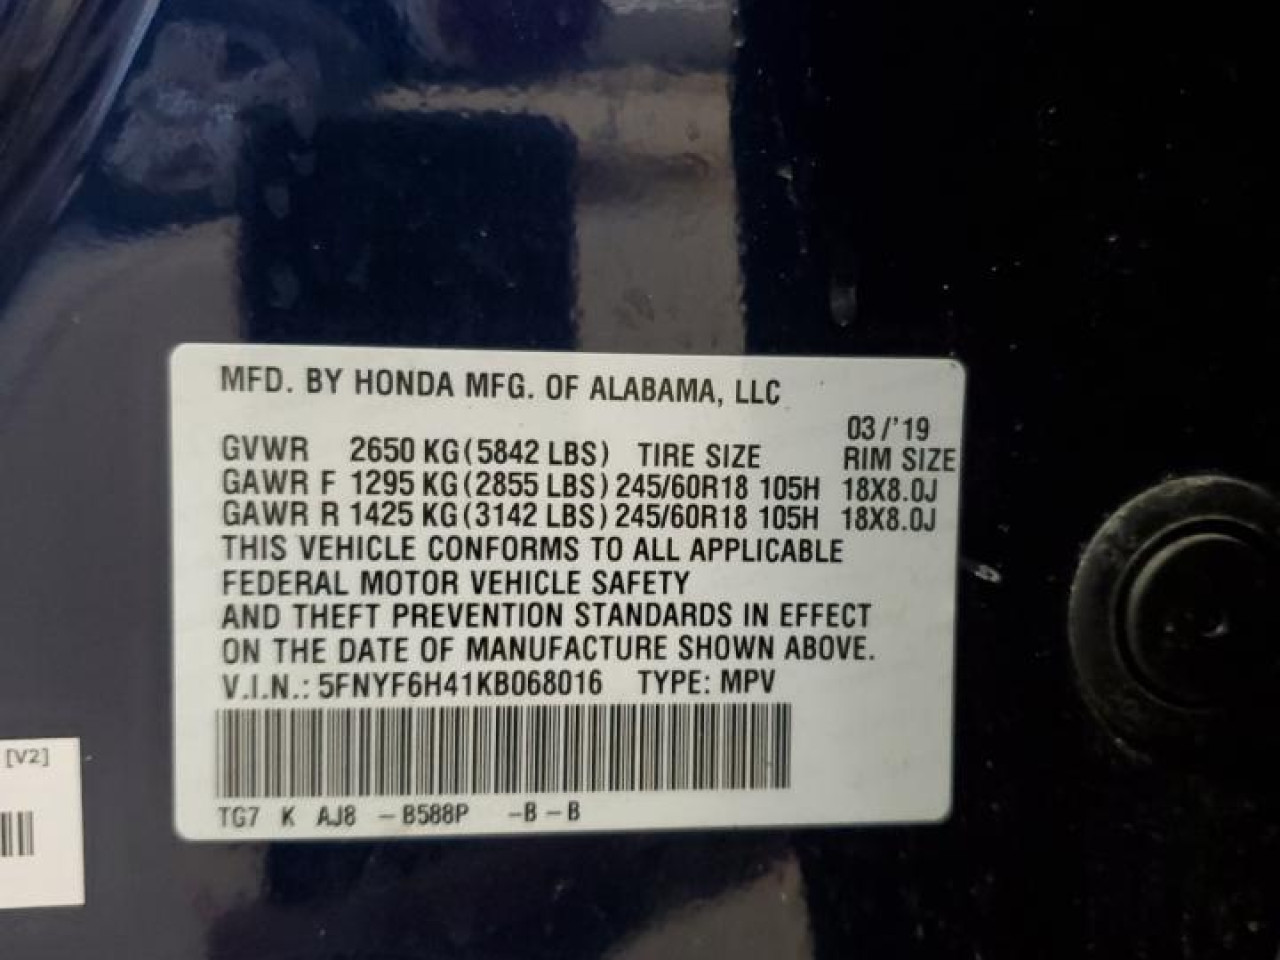 MFD. BY HONDA MFG. OF ALABAMA, LLC
03/'19
GVWR 2650 KG (5842 LBS) TIRE SIZE RIM SIZE
GAWR F 1295 KG (2855 LBS) 245/60R18 105H 18X8.0J
GAWR R 1425 KG (3142 LBS) 245/60R18 105H 18X8.0J
THIS VEHICLE CONFORMS TO ALL APPLICABLE
FEDERAL MOTOR VEHICLE SAFETY
AND THEFT PREVENTION STANDARDS IN EFFECT
ON THE DATE OF MANUFACTURE SHOWN ABOVE.
V.I.N.: 5FNYF6H41KB068016 TYPE: MPV
TG7 K AJ8 - B588P -B - B
[V2]